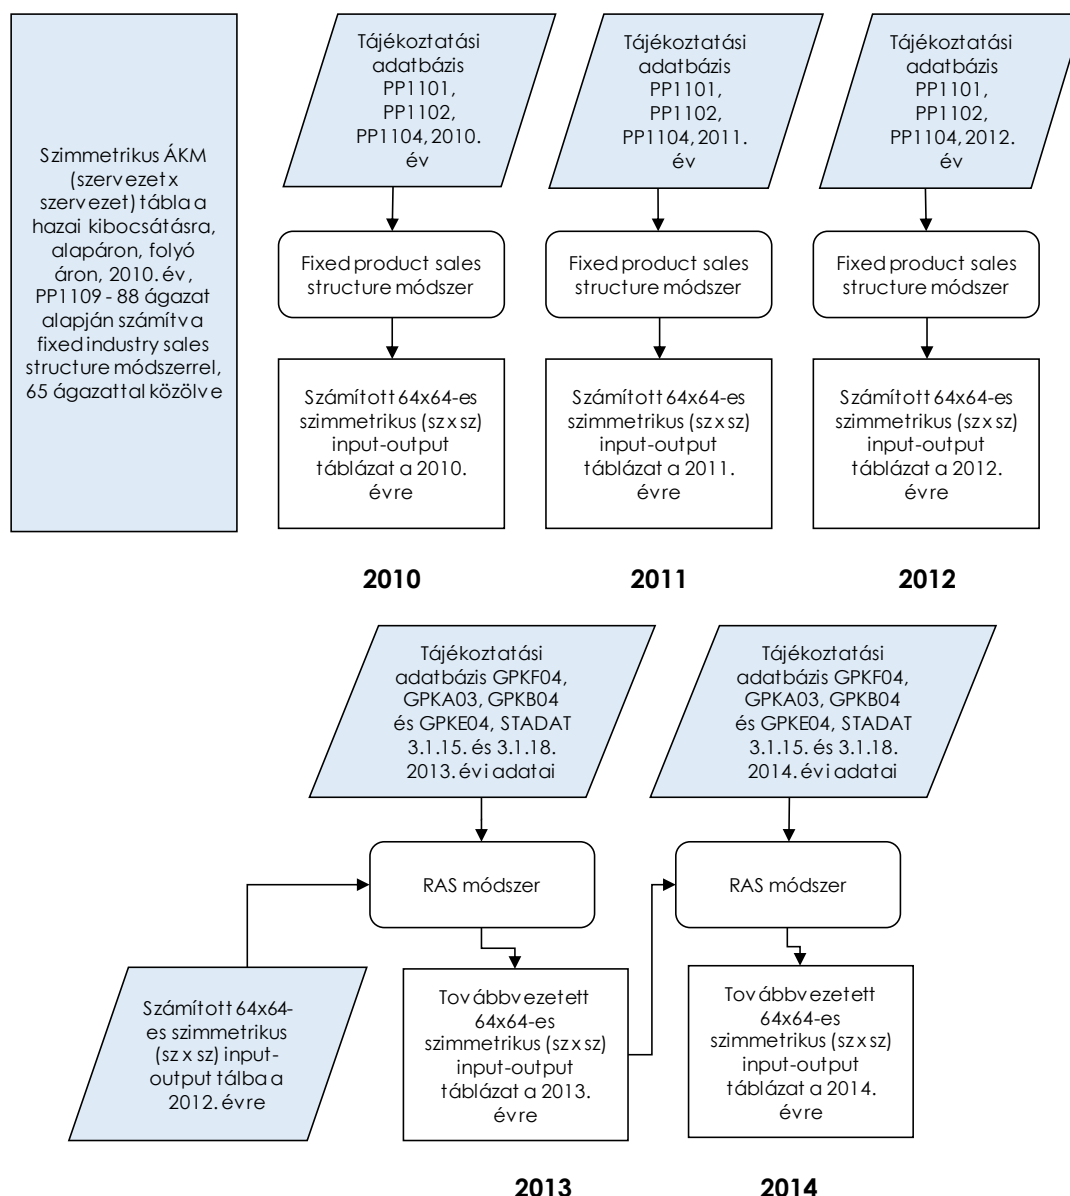 Szimmetrikus ÁKM
(szervezet x
szervezet) tábla a
hazai kibocsátásra,
alapáron, folyó
áron, 2010. év,
PP1109 - 88 ágazat
alapján számítva
fixed industry sales
structure módszerrel,
65 ágazattal közölve
Tájékoztatási
adatbázis
PP1101,
PP1102,
PP1104, 2010.
év
Fixed product sales
structure módszer
Számított 64x64-es
szimmetrikus (sz x sz)
input-output
táblázat a 2010.
évre
2010
Tájékoztatási
adatbázis
PP1101,
PP1102,
PP1104, 2011.
év
Fixed product sales
structure módszer
Számított 64x64-es
szimmetrikus (sz x sz)
input-output
táblázat a 2011.
évre
2011
Tájékoztatási
adatbázis
PP1101,
PP1102,
PP1104, 2012.
év
Fixed product sales
structure módszer
Számított 64x64-es
szimmetrikus (sz x sz)
input-output
táblázat a 2012.
évre
2012
Tájékoztatási
adatbázis GPKF04,
GPKA03, GPKB04
és GPKE04, STADAT
3.1.15. és 3.1.18.
2013. évi adatai
RAS módszer
Számított 64x64-
es szimmetrikus
(sz x sz) input-
output tálba a
2012. évre
Továbbvezetett
64x64-es
szimmetrikus (sz x sz)
input-output
táblázat a 2013.
évre
2013
Tájékoztatási
adatbázis GPKF04,
GPKA03, GPKB04
és GPKE04, STADAT
3.1.15. és 3.1.18.
2014. évi adatai
RAS módszer
Továbbvezetett
64x64-es
szimmetrikus (sz x sz)
input-output
táblázat a 2014.
évre
2014